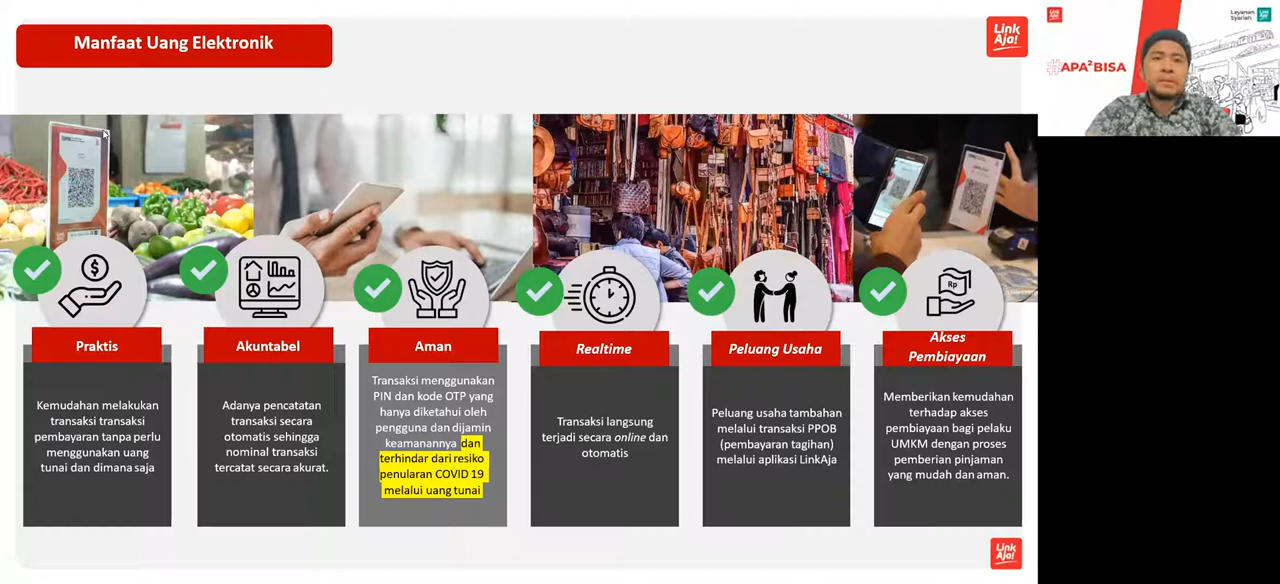 Manfaat Uang Elektronik
Link
Aja!
Layanan
Syariah
#APA²BISA
Praktis
Kemudahan melakukan
transaksi transaksi
pembayaran tanpa perlu
menggunakan uang
tunai dan dimana saja
Akuntabel
Adanya pencatatan
transaksi secara
otomatis sehingga
nominal transaksi
tercatat secara akurat.
Aman
Transaksi menggunakan
PIN dan kode OTP yang
hanya diketahui oleh
pengguna dan dijamin
keamanannya dan
terhindar dari resiko
penularan COVID 19
melalui uang tunai
Realtime
Transaksi langsung
terjadi secara online dan
otomatis
Peluang Usaha
Peluang usaha tambahan
melalui transaksi PPOB
(pembayaran tagihan)
melalui aplikasi LinkAja
Rp
Akses
Pembiayaan
Memberikan kemudahan
terhadap akses
pembiayaan bagi pelaku
UMKM dengan proses
pemberian pinjaman
yang mudah dan aman.
Link
Aja!